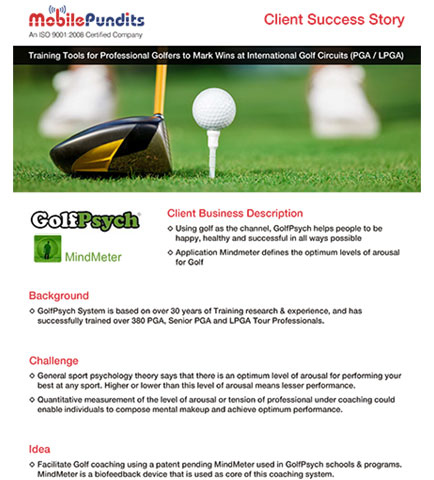 MobilePundits
An ISO 9001:2008 Certified Company
Client Success Story
Training Tools for Professional Golfers to Mark Wins at International Golf Circuits (PGA / LPGA)
GolfPsych®
MindMeter
Client Business Description
◇ Using golf as the channel, GolfPsych helps people to be
happy, healthy and successful in all ways possible
◇ Application Mindmeter defines the optimum levels of arousal
for Golf
Background
◇ GolfPsych System is based on over 30 years of Training research & experience, and has
successfully trained over 380 PGA, Senior PGA and LPGA Tour Professionals.
Challenge
◇ General sport psychology theory says that there is an optimum level of arousal for performing your
best at any sport. Higher or lower than this level of arousal means lesser performance.
◇ Quantitative measurement of the level of arousal or tension of professional under coaching could
enable individuals to compose mental makeup and achieve optimum performance.
Idea
◇ Facilitate Golf coaching using a patent pending MindMeter used in GolfPsych schools & programs.
MindMeter is a biofeedback device that is used as core of this coaching system.